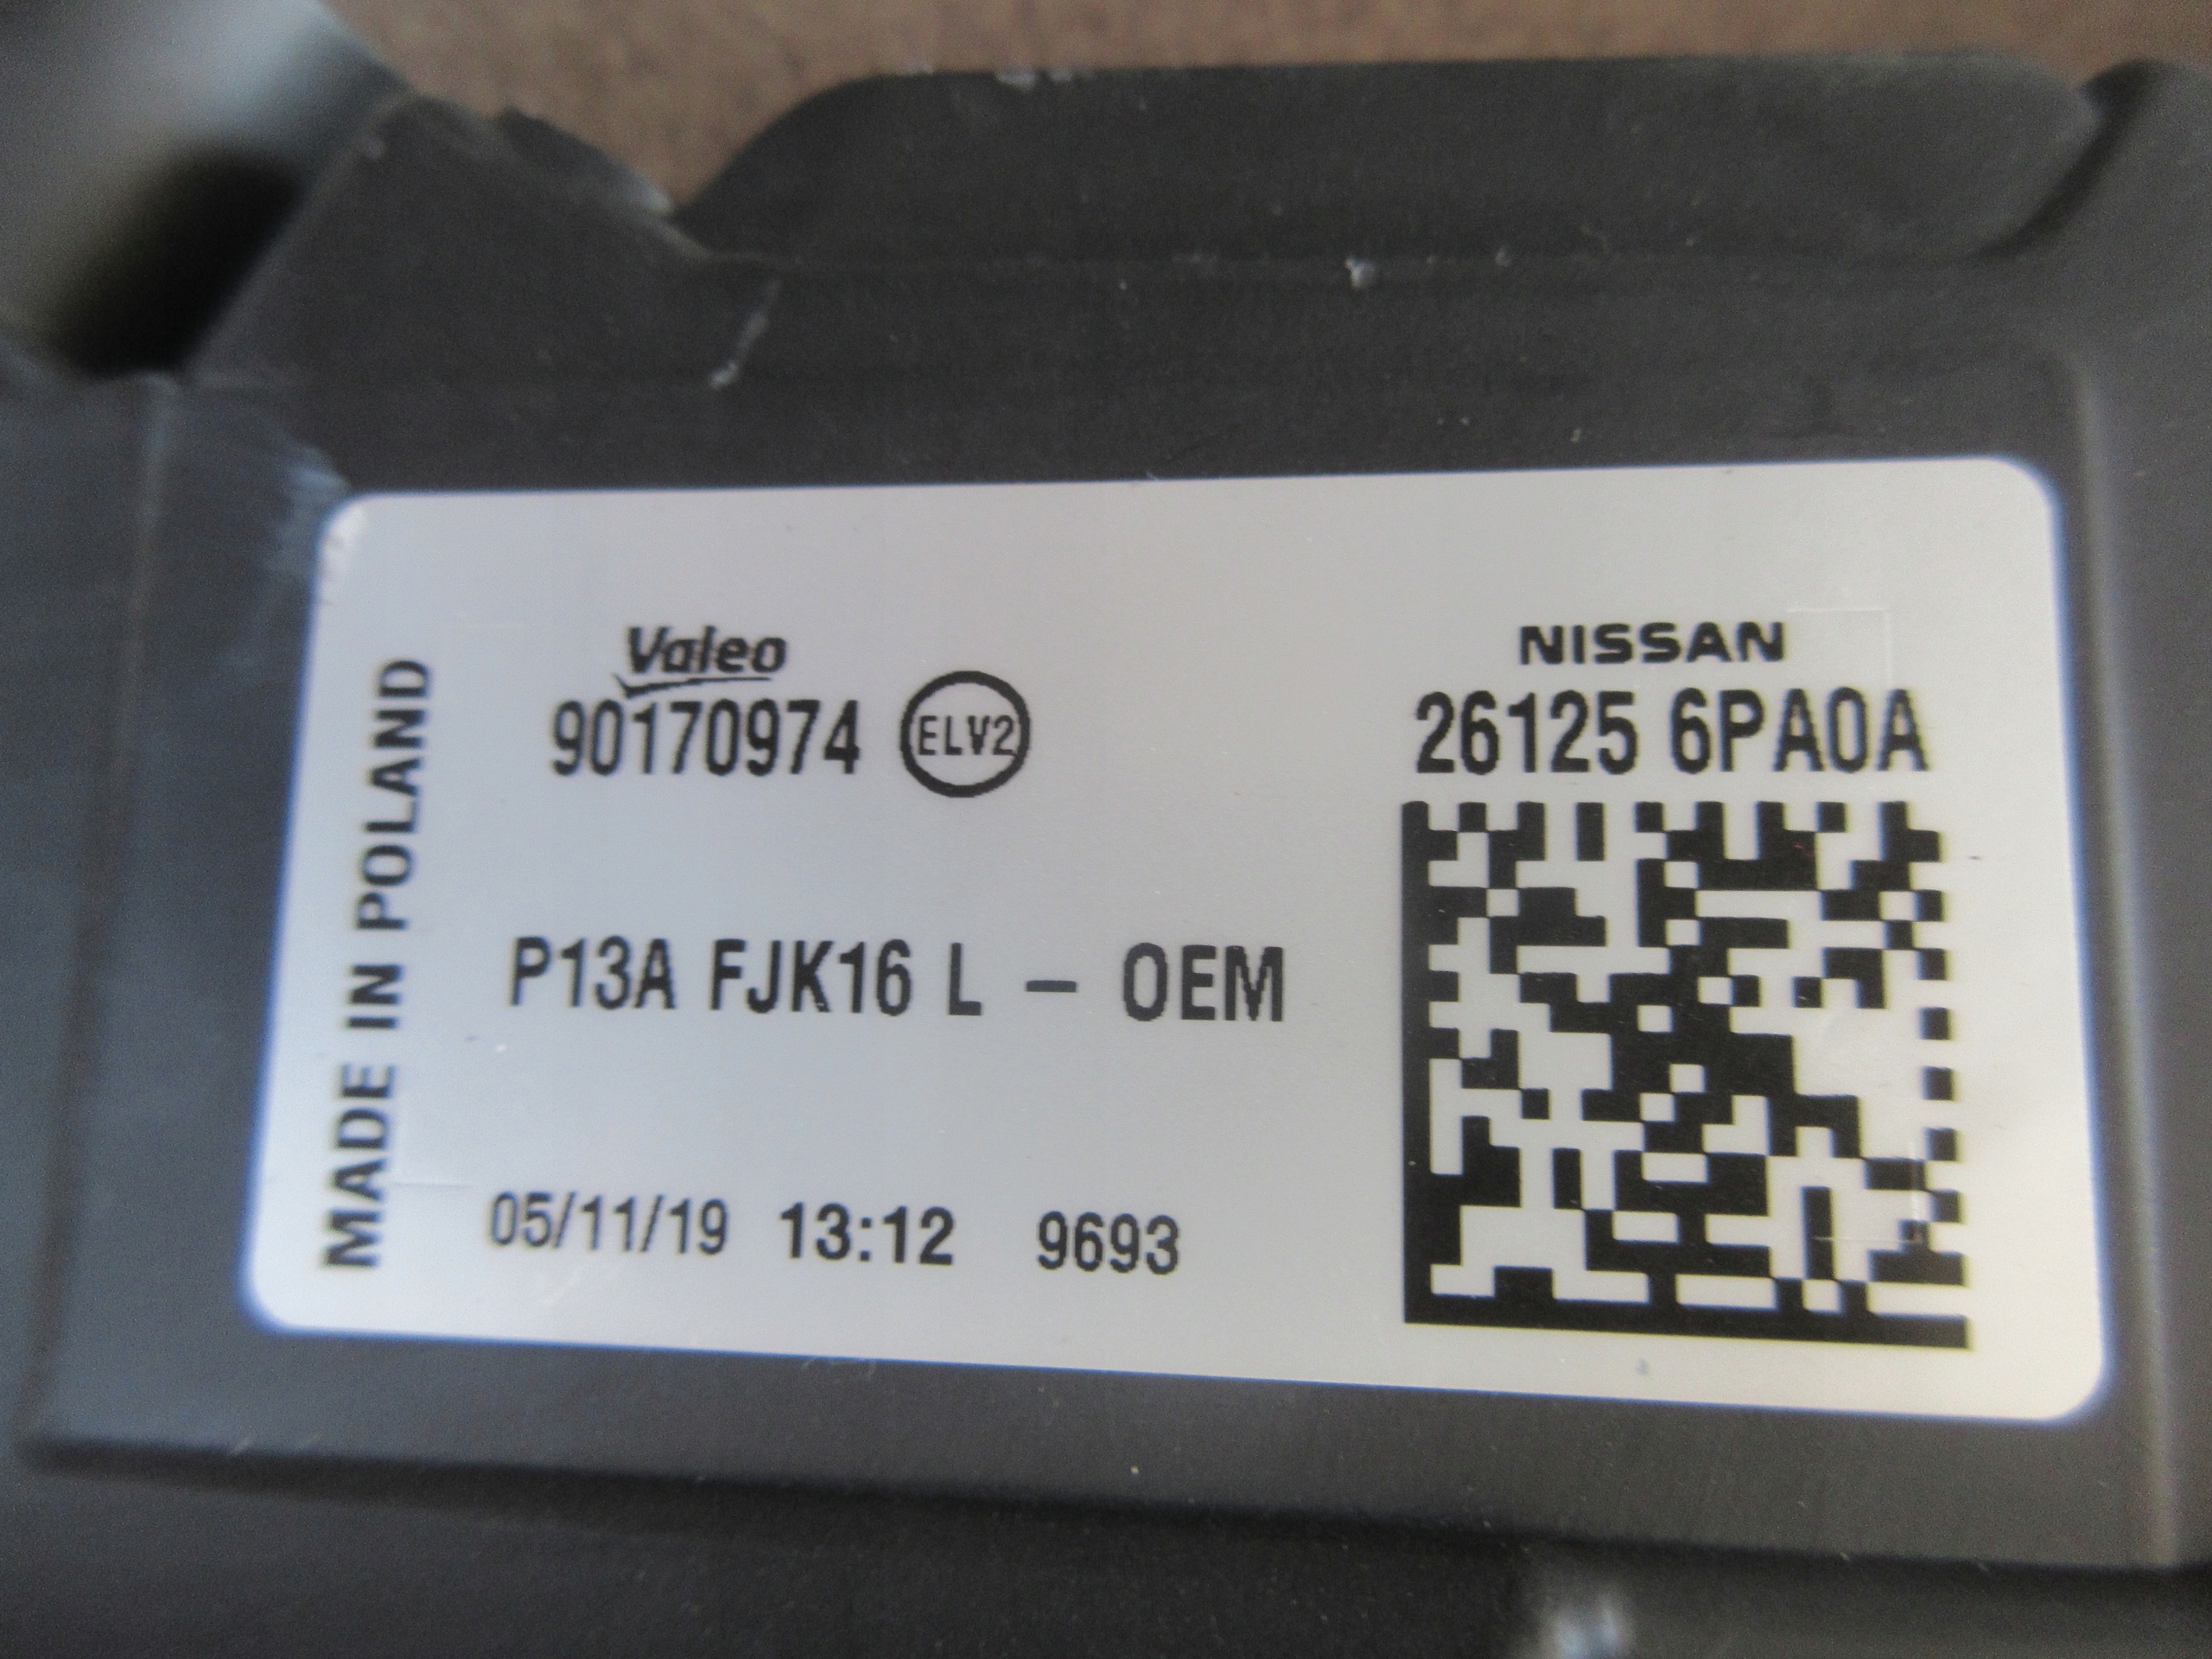 MADE IN POLAND
Valeo
90170974 ELV2
P13A FJK16 L - OEM
05/11/19 13:12 9693
NISSAN
26125 6PA0A